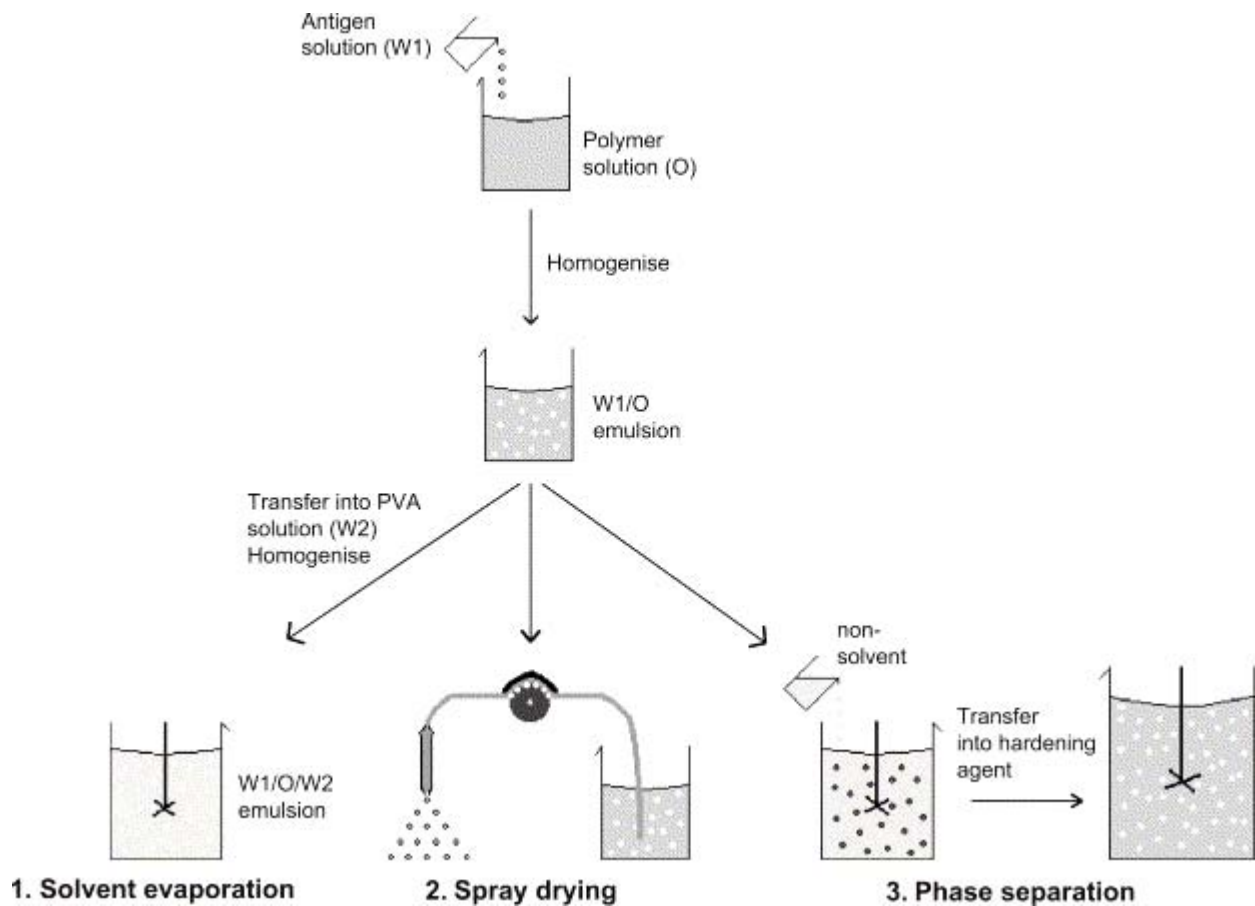 Antigen
solution (W1)
Polymer
solution (O)
Homogenise
W1/O
emulsion
Transfer into PVA
solution (W2)
Homogenise
non-
solvent
Transfer
into hardening
agent
W1/O/W2
emulsion
1. Solvent evaporation
2. Spray drying
3. Phase separation